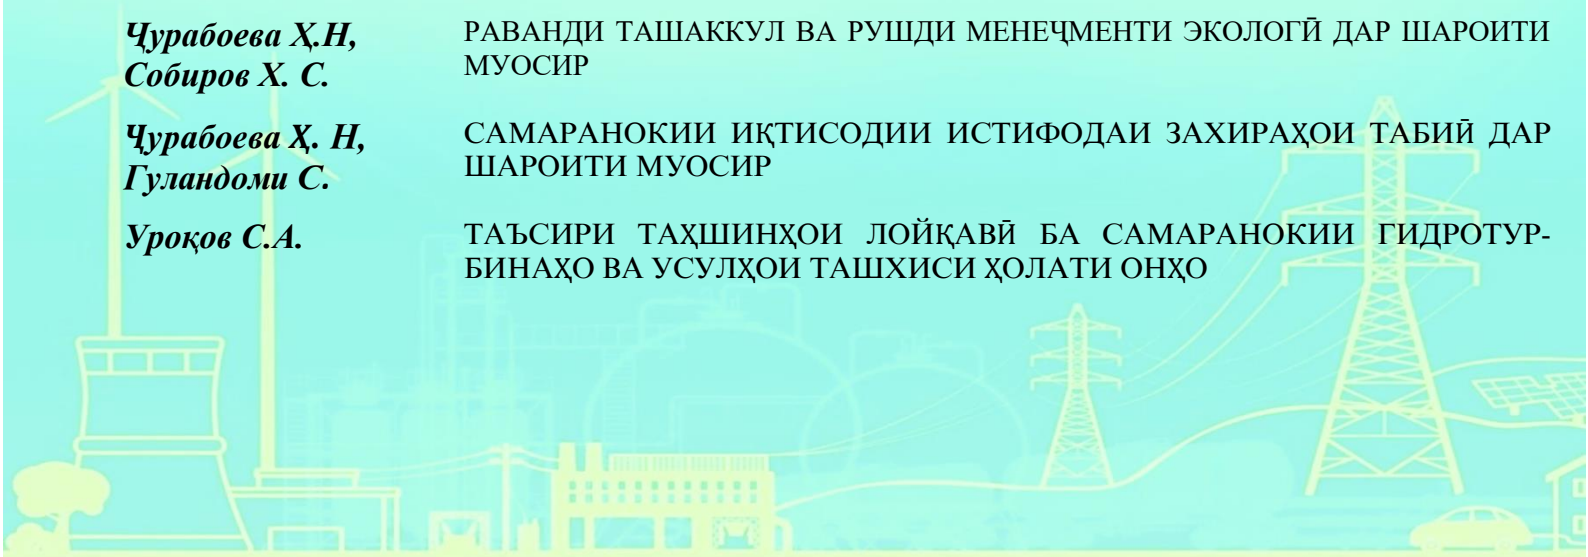 Ҷурабоева Ҳ.Н, РАВАНДИ ТАШАККУЛ ВА РУШДИ МЕНЕҶМЕНТИ ЭКОЛОГӢ ДАР ШАРОИТИ
Собиров Х. С. МУОСИР
Ҷурабоева Ҳ. Н, САМАРАНОКИИ ИҚТИСОДИИ ИСТИФОДАИ ЗАХИРАҲОИ ТАБИӢ ДАР
Гуландоми С. ШАРОИТИ МУОСИР
Уроқов С.А. ТАЪСИРИ ТАҲШИНҲОИ ЛОЙҚАВӢ БА САМАРАНОКИИ ГИДРОТУР-
БИНАҲО ВА УСУЛҲОИ ТАШХИСИ ҲОЛАТИ ОНҲО